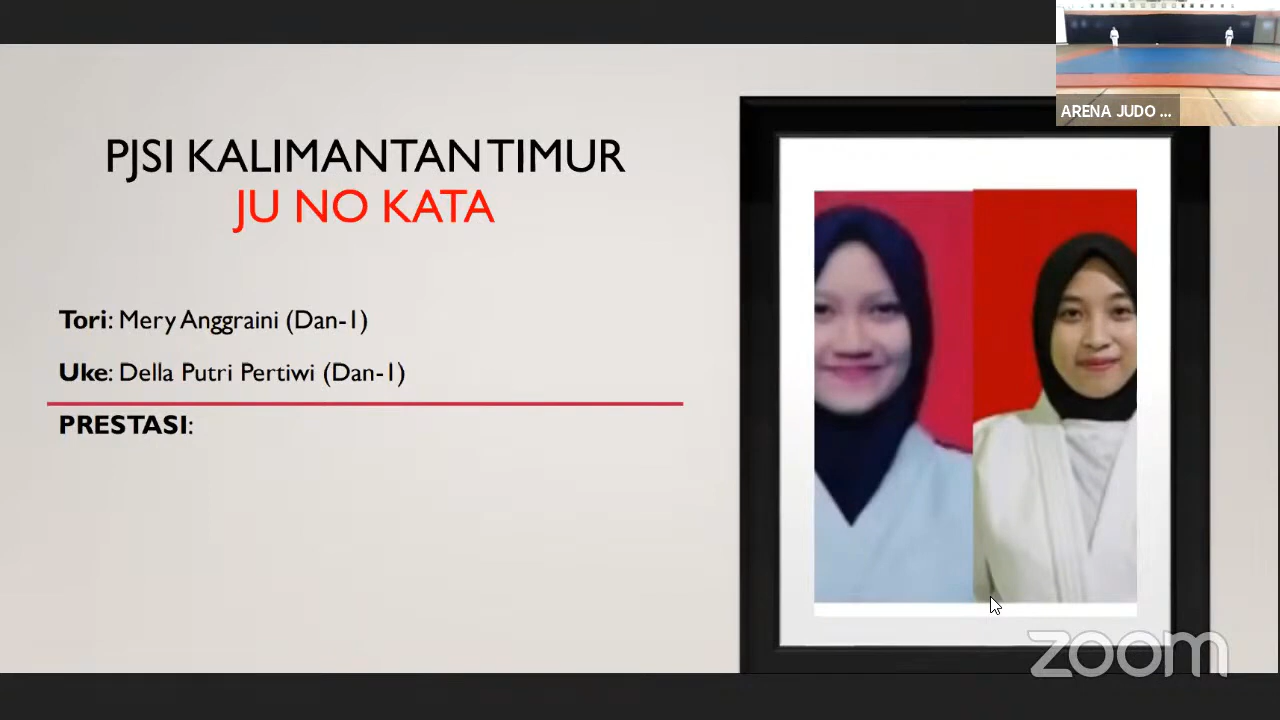 PJSI KALIMANTAN TIMUR
JU NO KATA
Tori: Mery Anggraini (Dan-1)
Uke: Della Putri Pertiwi (Dan-1)
PRESTASI:
ARENA JUDO ...
zoom